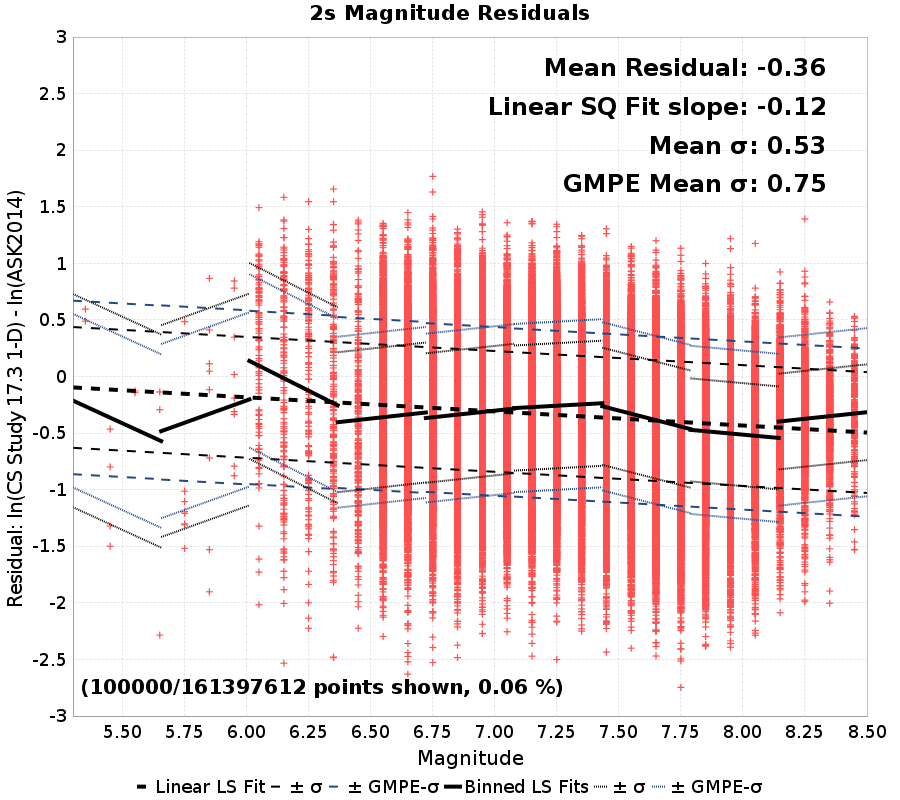 2s Magnitude Residuals
Mean Residual: -0.36
Linear SQ Fit slope: -0.12
Mean σ: 0.53
GMPE Mean σ: 0.75
Residual: ln(CS Study 17.3 1-D) - ln(ASK2014)
3
2.5
2
1.5
1
0.5
0
-0.5
-1
-1.5
-2
-2.5
-3
(100000/161397612 points shown, 0.06 %)
5.50 5.75 6.00 6.25 6.50 6.75 7.00 7.25 7.50 7.75 8.00 8.25 8.50
Magnitude
Linear LS Fit ± σ ± GMPE-σ Binned LS Fits ± σ ± GMPE-σ